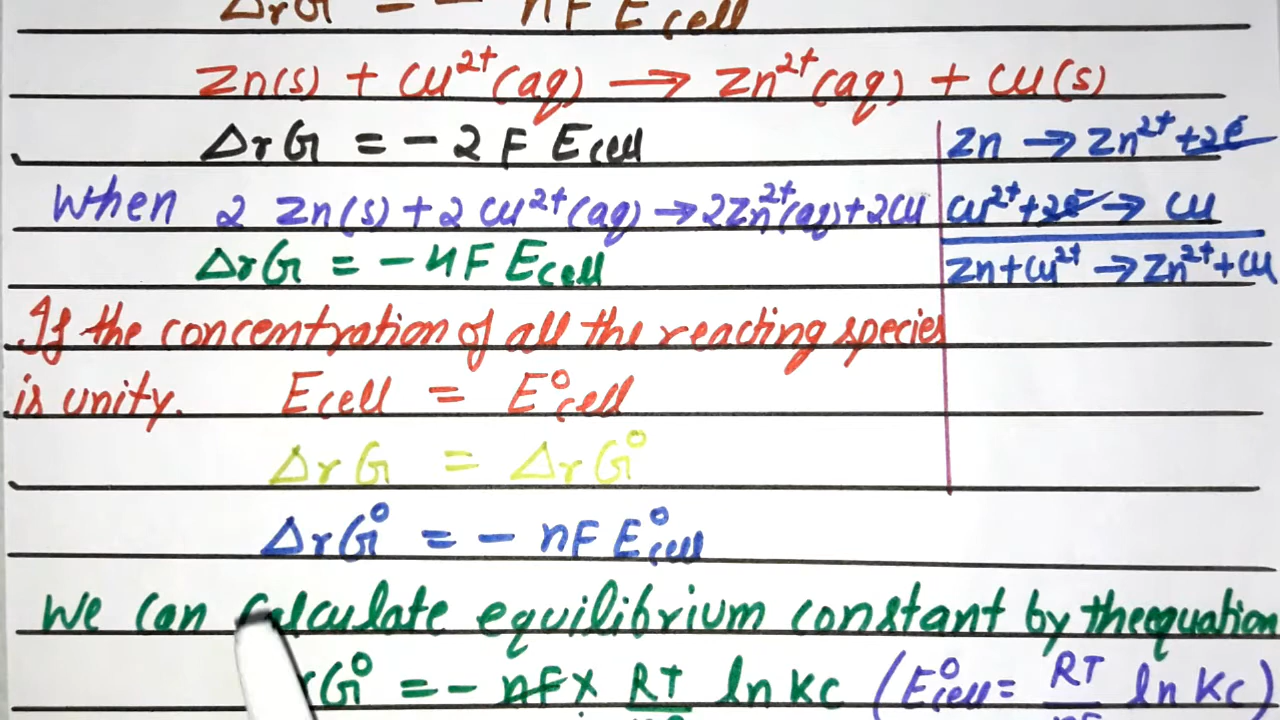 ΔrG = - nF Ecell
Zn(s) + Cu²⁺(aq) → Zn²⁺(aq) + Cu(s)
ΔrG = - 2 F Ecell
Zn → Zn²⁺ + 2e⁻
When 2 Zn(s) + 2 Cu²⁺(aq) → 2Zn²⁺(aq) + 2Cu
Cu²⁺ + 2e⁻ → Cu
ΔrG = - 4F Ecell
Zn + Cu²⁺ → Zn²⁺ + Cu
If the concentration of all the reacting species
is unity. Ecell = E°cell
ΔrG = ΔrG°
ΔrG° = - nF E°cell
We can calculate equilibrium constant by the equation
rG° = - nF x RT ln Kc (E°cell = RT/nF ln Kc)